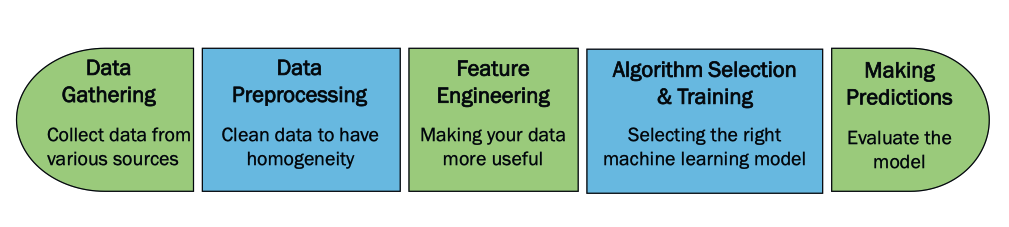 Data
Gathering
Collect data from
various sources
Data
Preprocessing
Clean data to have
homogeneity
Feature
Engineering
Making your data
more useful
Algorithm Selection
& Training
Selecting the right
machine learning model
Making
Predictions
Evaluate the
model